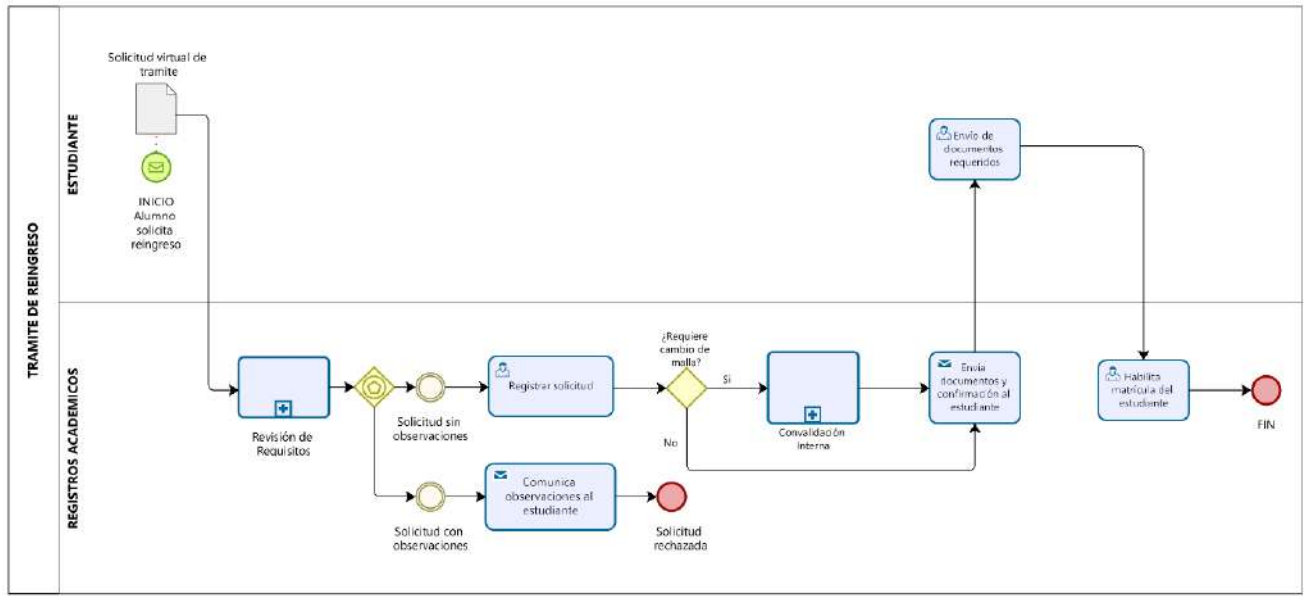 TRAMITE DE REINGRESO
ESTUDIANTE
Solicitud virtual de
tramite
INICIO
Alumno
solicita
reingreso
Envío de
documentos
requeridos
REGISTROS ACADEMICOS
Revisión de
Requisitos
Solicitud sin
observaciones
Registrar solicitud
¿Requiere
cambio de
malla?
Si
No
Convalidación
Interna
Envia
documentos y
confirmación al
estudiante
Habilita
matrícula del
estudiante
FIN
Solicitud con
observaciones
Comunica
observaciones al
estudiante
Solicitud
rechazada